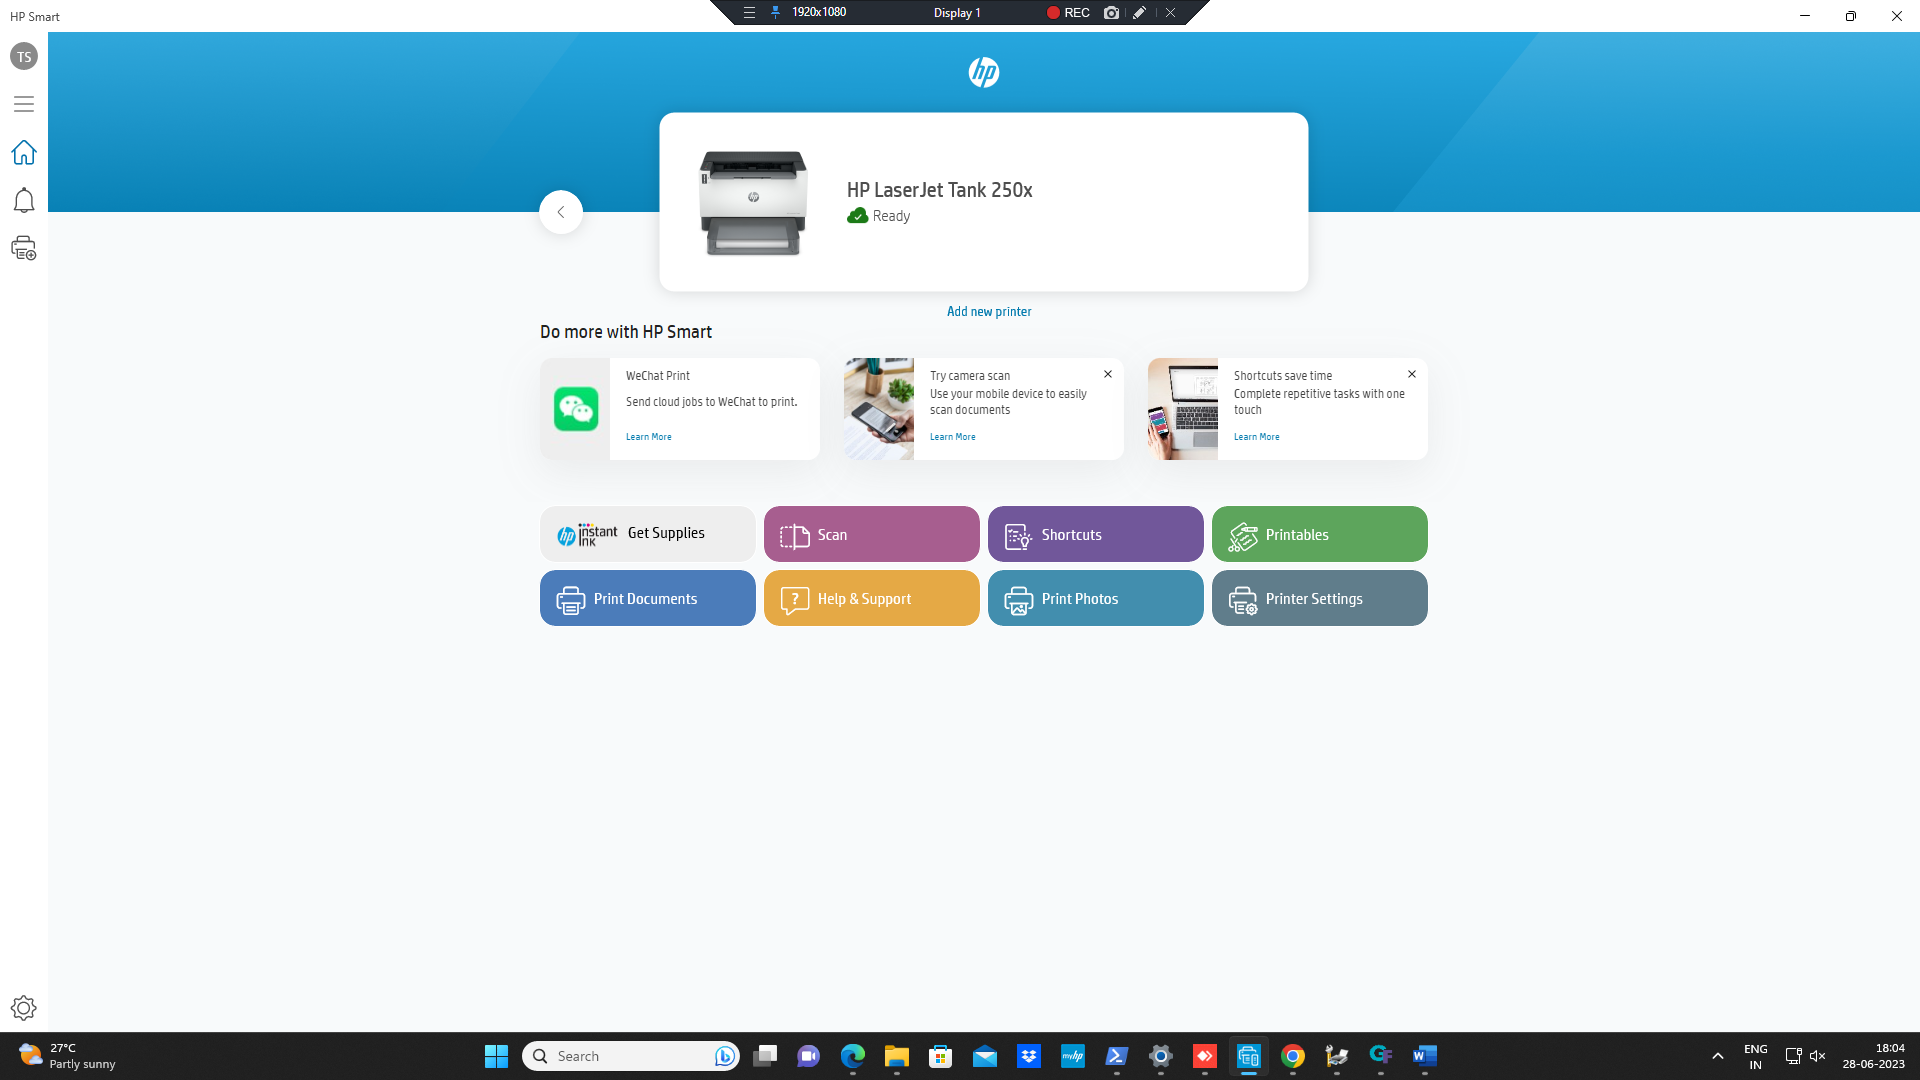 HP Smart
1920x1080
Display 1
REC
TS
hp
HP LaserJet Tank 250x
Ready
Add new printer
Do more with HP Smart
WeChat Print
Send cloud jobs to WeChat to print.
Learn More
Try camera scan
Use your mobile device to easily
scan documents
Learn More
Shortcuts save time
Complete repetitive tasks with one
touch
Learn More
hp instant ink
Get Supplies
Scan
Shortcuts
Printables
Print Documents
Help & Support
Print Photos
Printer Settings
27°C
Partly sunny
Search
myhp
ENG
IN
18:04
28-06-2023